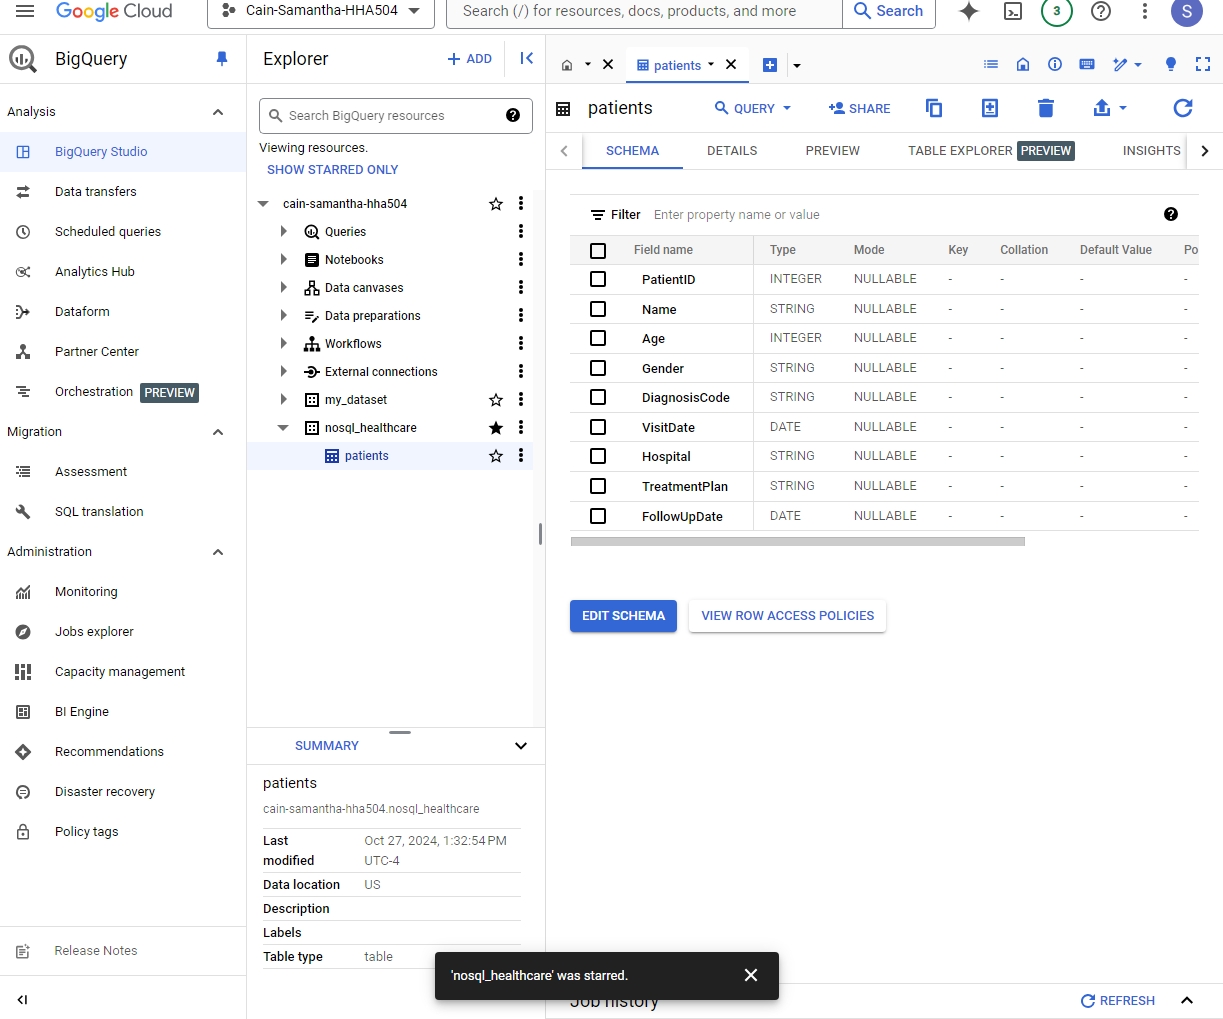 Google Cloud
Cain-Samantha-HHA504
Search (/) for resources, docs, products, and more
Search
3
S
BigQuery
Explorer
ADD
patients
Analysis
BigQuery Studio
Data transfers
Scheduled queries
Analytics Hub
Dataform
Partner Center
Orchestration PREVIEW
Migration
Assessment
SQL translation
Administration
Monitoring
Jobs explorer
Capacity management
BI Engine
Recommendations
Disaster recovery
Policy tags
Release Notes
Search BigQuery resources
Viewing resources.
SHOW STARRED ONLY
cain-samantha-hha504
Queries
Notebooks
Data canvases
Data preparations
Workflows
External connections
my_dataset
nosql_healthcare
patients
SUMMARY
patients
cain-samantha-hha504.nosql_healthcare
Last modified Oct 27, 2024, 1:32:54 PM UTC-4
Data location US
Description
Labels
Table type table
patients
QUERY
SHARE
SCHEMA DETAILS PREVIEW TABLE EXPLORER PREVIEW INSIGHTS
Filter Enter property name or value
Field name Type Mode Key Collation Default Value Po
PatientID INTEGER NULLABLE - - - -
Name STRING NULLABLE - - - -
Age INTEGER NULLABLE - - - -
Gender STRING NULLABLE - - - -
DiagnosisCode STRING NULLABLE - - - -
VisitDate DATE NULLABLE - - - -
Hospital STRING NULLABLE - - - -
TreatmentPlan STRING NULLABLE - - - -
FollowUpDate DATE NULLABLE - - - -
EDIT SCHEMA
VIEW ROW ACCESS POLICIES
'nosql_healthcare' was starred.
Job history
REFRESH